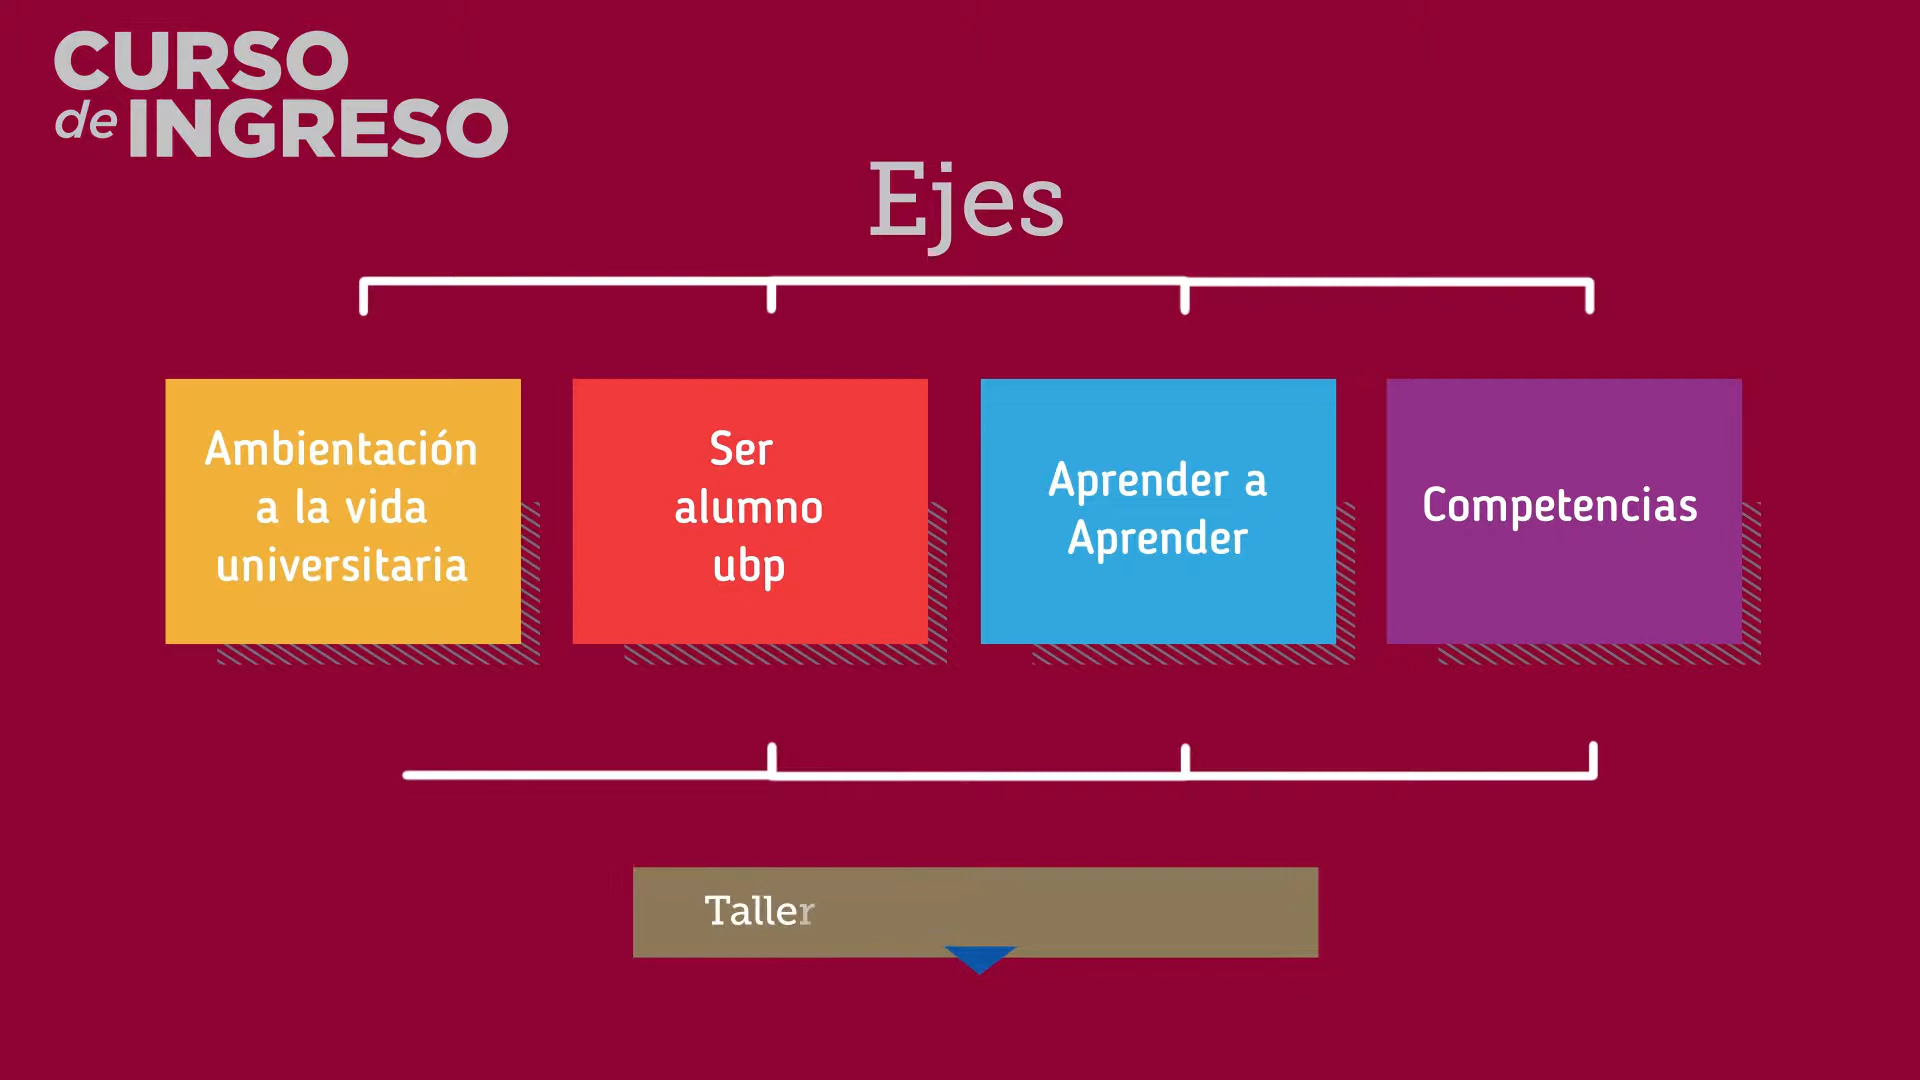 CURSO
de INGRESO
Ejes
Ambientación
a la vida
universitaria
Ser
alumno
ubp
Aprender a
Aprender
Competencias
Taller